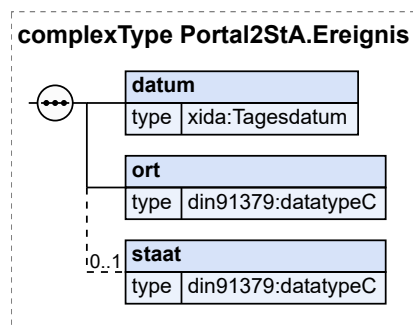 complexType Portal2StA.Ereignis
datum
type xida:Tagesdatum
ort
type din91379:datatypeC
0..1
staat
type din91379:datatypeC